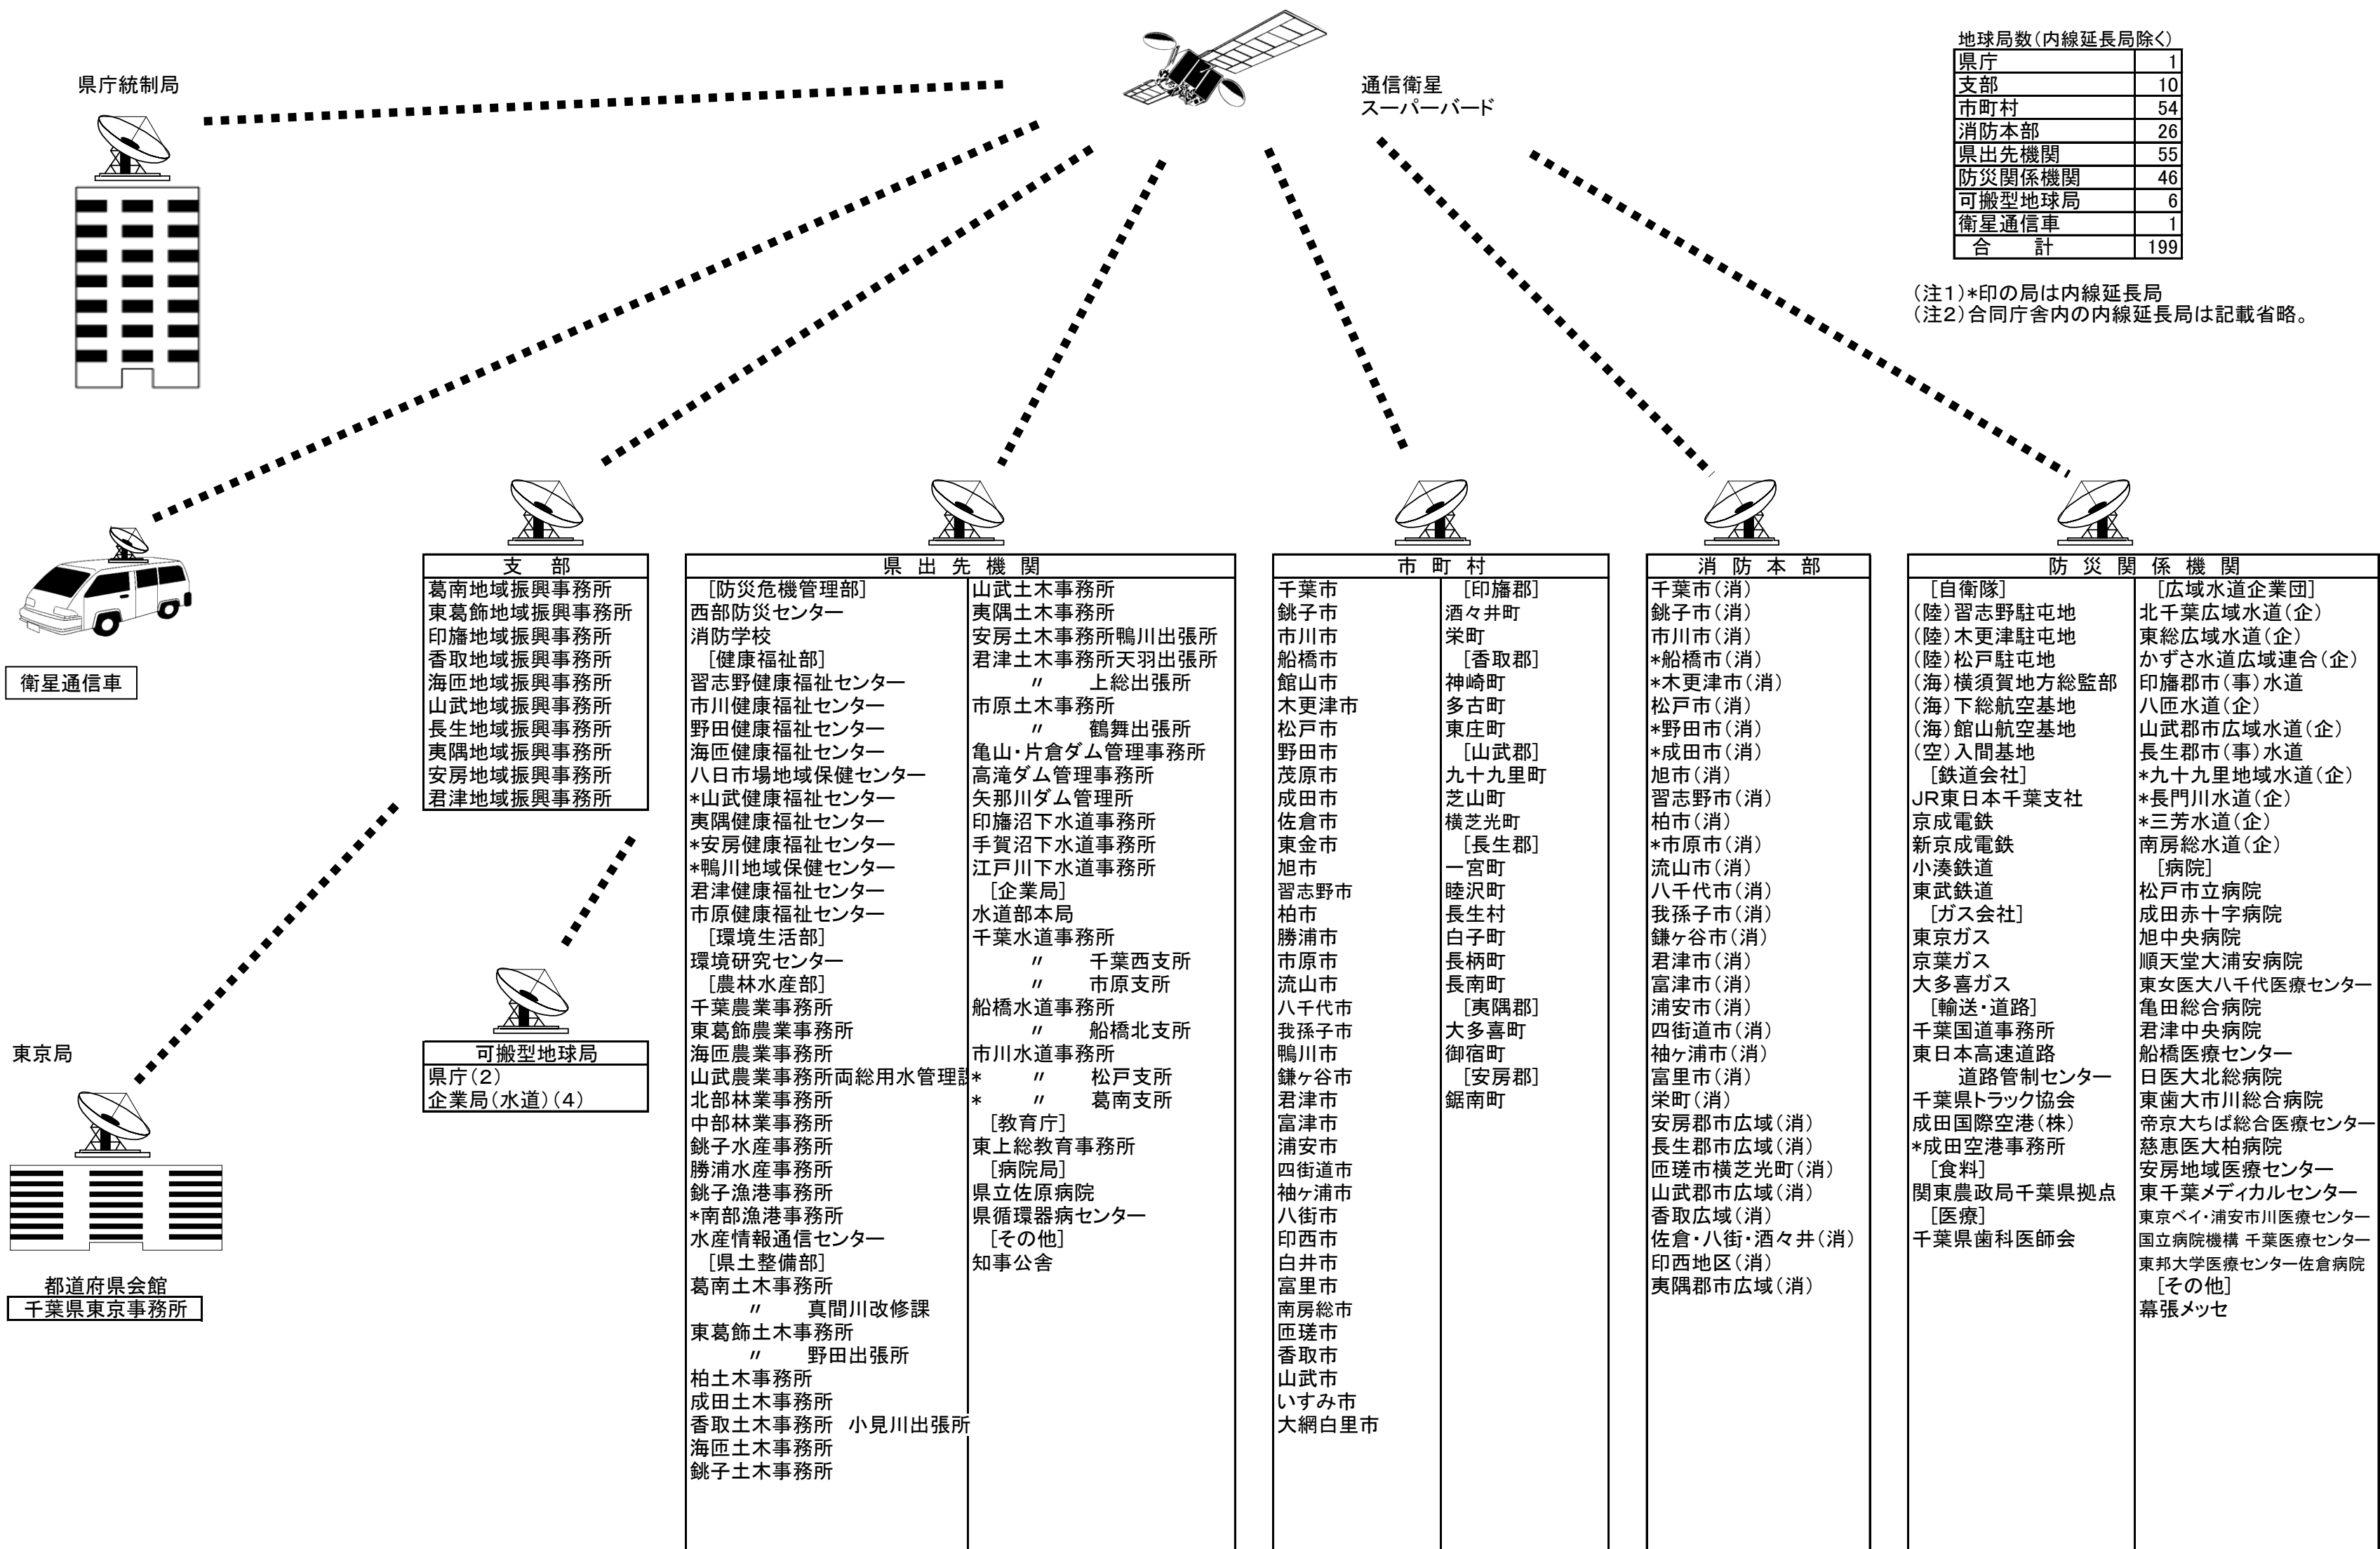 県庁統制局
通信衛星
スーパーバード
地球局数(内線延長局除く)
県庁 1
支部 10
市町村 54
消防本部 26
県出先機関 55
防災関係機関 46
可搬型地球局 6
衛星通信車 1
合 計 199
(注1)*印の局は内線延長局
(注2)合同庁舎内の内線延長局は記載省略。
衛星通信車
支 部
葛南地域振興事務所
東葛飾地域振興事務所
印旛地域振興事務所
香取地域振興事務所
海匝地域振興事務所
山武地域振興事務所
長生地域振興事務所
夷隅地域振興事務所
安房地域振興事務所
君津地域振興事務所
東京局
都道府県会館
千葉県東京事務所
可搬型地球局
県庁(2)
企業局(水道)(4)
県出先機関
[防災危機管理部]
西部防災センター
消防学校
[健康福祉部]
習志野健康福祉センター
市川健康福祉センター
野田健康福祉センター
海匝健康福祉センター
八日市場地域保健センター
*山武健康福祉センター
夷隅健康福祉センター
*安房健康福祉センター
*鴨川地域保健センター
君津健康福祉センター
市原健康福祉センター
[環境生活部]
環境研究センター
[農林水産部]
千葉農業事務所
東葛飾農業事務所
海匝農業事務所
山武農業事務所両総用水管理課
北部林業事務所
中部林業事務所
銚子水産事務所
勝浦水産事務所
銚子漁港事務所
*南部漁港事務所
水産情報通信センター
[県土整備部]
葛南土木事務所
〃 真間川改修課
東葛飾土木事務所
〃 野田出張所
柏土木事務所
成田土木事務所
香取土木事務所 小見川出張所
海匝土木事務所
銚子土木事務所
山武土木事務所
夷隅土木事務所
安房土木事務所鴨川出張所
君津土木事務所天羽出張所
〃 上総出張所
市原土木事務所
〃 鶴舞出張所
亀山・片倉ダム管理事務所
高滝ダム管理事務所
矢那川ダム管理所
印旛沼下水道事務所
手賀沼下水道事務所
江戸川下水道事務所
[企業局]
水道部本局
千葉水道事務所
〃 千葉西支所
〃 市原支所
船橋水道事務所
〃 船橋北支所
市川水道事務所
* 〃 松戸支所
* 〃 葛南支所
[教育庁]
東上総教育事務所
[病院局]
県立佐原病院
県循環器病センター
[その他]
知事公舎
市町村
千葉市
銚子市
市川市
船橋市
館山市
木更津市
松戸市
野田市
茂原市
成田市
佐倉市
東金市
旭市
習志野市
柏市
勝浦市
市原市
流山市
八千代市
我孫子市
鴨川市
鎌ケ谷市
君津市
富津市
浦安市
四街道市
袖ケ浦市
八街市
印西市
白井市
富里市
南房総市
匝瑳市
香取市
山武市
いすみ市
大網白里市
[印旛郡]
酒々井町
栄町
[香取郡]
神崎町
多古町
東庄町
[山武郡]
九十九里町
芝山町
横芝光町
[長生郡]
一宮町
睦沢町
長生村
白子町
長柄町
長南町
[夷隅郡]
大多喜町
御宿町
[安房郡]
鋸南町
消防本部
千葉市(消)
銚子市(消)
市川市(消)
*船橋市(消)
*木更津市(消)
松戸市(消)
*野田市(消)
*成田市(消)
旭市(消)
習志野市(消)
柏市(消)
*市原市(消)
流山市(消)
八千代市(消)
我孫子市(消)
鎌ケ谷市(消)
君津市(消)
富津市(消)
浦安市(消)
四街道市(消)
袖ケ浦市(消)
富里市(消)
栄町(消)
安房郡市広域(消)
長生郡市広域(消)
匝瑳市横芝光町(消)
山武郡市広域(消)
香取広域(消)
佐倉・八街・酒々井(消)
印西地区(消)
夷隅郡市広域(消)
防災関係機関
[自衛隊]
(陸)習志野駐屯地
(陸)木更津駐屯地
(陸)松戸駐屯地
(海)横須賀地方総監部
(海)下総航空基地
(海)館山航空基地
(空)入間基地
[鉄道会社]
JR東日本千葉支社
京成電鉄
新京成電鉄
小湊鉄道
東武鉄道
[ガス会社]
東京ガス
京葉ガス
大多喜ガス
[輸送・道路]
千葉国道事務所
東日本高速道路
道路管制センター
千葉県トラック協会
成田国際空港(株)
*成田空港事務所
[食料]
関東農政局千葉県拠点
[医療]
千葉県歯科医師会
[広域水道企業団]
北千葉広域水道(企)
東総広域水道(企)
かずさ水道広域連合(企)
印旛郡市(事)水道
八匝水道(企)
山武郡市広域水道(企)
長生郡市(事)水道
*九十九里地域水道(企)
*長門川水道(企)
*三芳水道(企)
南房総水道(企)
[病院]
松戸市立病院
成田赤十字病院
旭中央病院
順天堂大浦安病院
東女医大八千代医療センター
亀田総合病院
君津中央病院
船橋医療センター
日医大北総病院
東歯大市川総合病院
帝京大ちば総合医療センター
慈恵医大柏病院
安房地域医療センター
東千葉メディカルセンター
東京ベイ・浦安市川医療センター
国立病院機構 千葉医療センター
東邦大学医療センター佐倉病院
[その他]
幕張メッセ